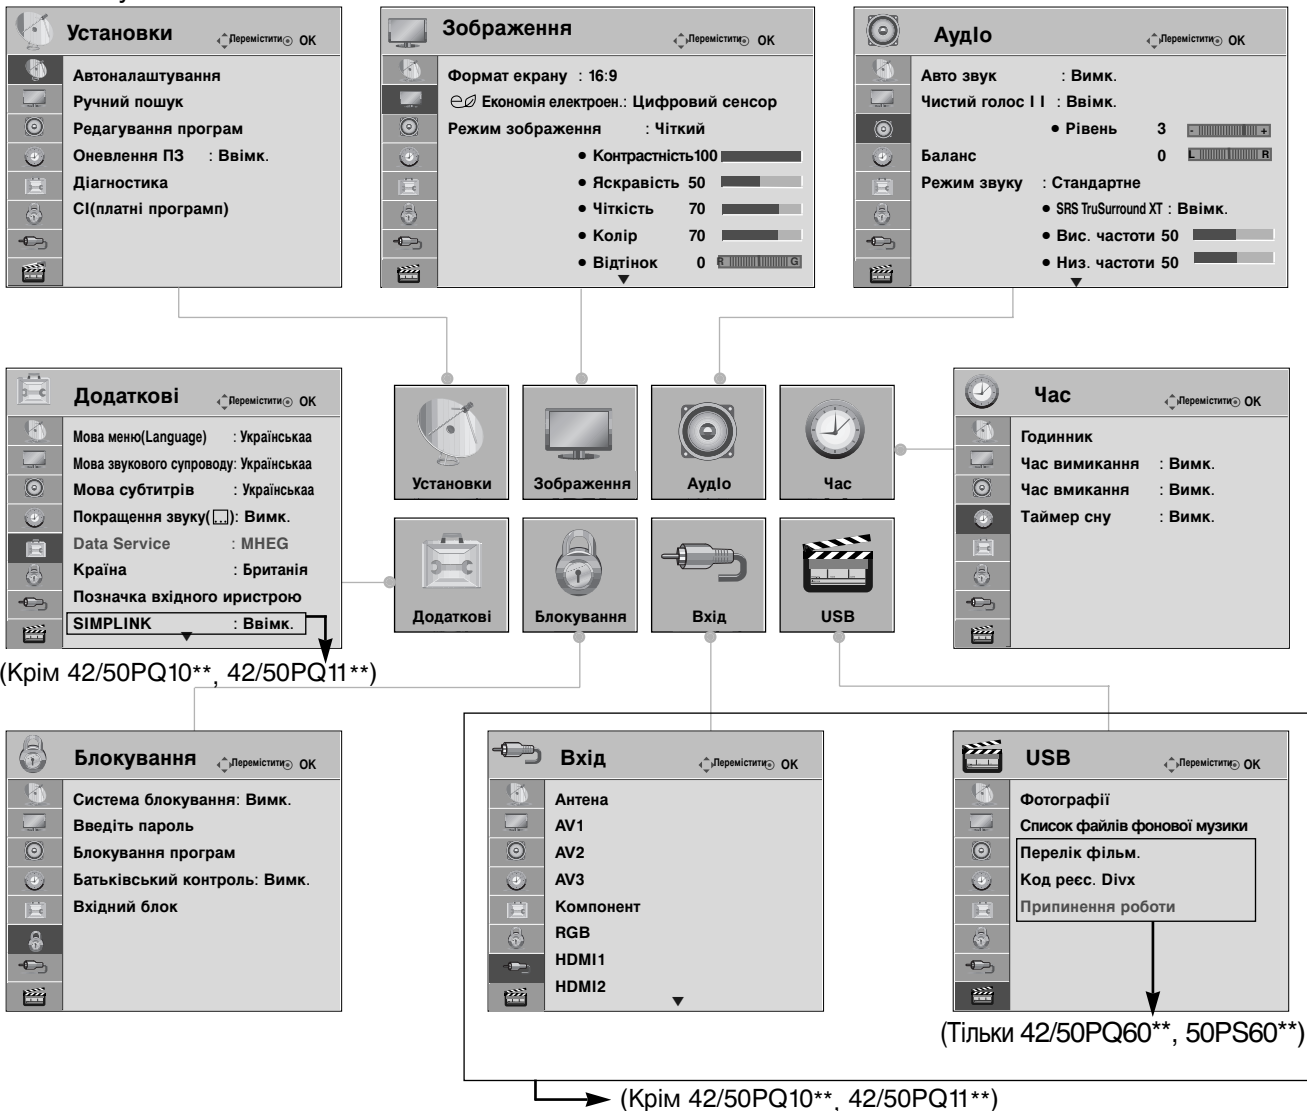 Установки Перемістити OK
Автоналаштування
Ручний пошук
Редагування програм
Оневлення ПЗ : Ввімк.
Діагностика
CI(платні програмп)
Зображення Перемістити OK
Формат екрану : 16:9
Економія електроен.: Цифровий сенсор
Режим зображення : Чіткий
• Контрастність100
• Яскравість 50
• Чіткість 70
• Колір 70
• Відтінок 0 R G
АудIо Перемістити OK
Авто звук : Вимк.
Чистий голос I I : Ввімк.
• Рівень 3 - +
Баланс 0 L R
Режим звуку : Стандартне
• SRS TruSurround XT : Ввімк.
• Вис. частоти 50
• Низ. частоти 50
Додаткові Перемістити OK
Мова меню(Language) : Українськаа
Мова звукового супроводу: Українськаа
Мова субтитрів : Українськаа
Покращення звуку( ): Вимк.
Data Service : MHEG
Країна : Британія
Позначка вхідного иристрою
SIMPLINK : Ввімк.
(Крім 42/50PQ10**, 42/50PQ11**)
Установки
Зображення
АудIо
Час
Додаткові
Блокування
Вхід
USB
Час Перемістити OK
Годинник
Час вимикання : Вимк.
Час вмикання : Вимк.
Таймер сну : Вимк.
Блокування Перемістити OK
Система блокування: Вимк.
Введіть пароль
Блокування програм
Батьківський контроль: Вимк.
Вхідний блок
Вхід Перемістити OK
Антена
AV1
AV2
AV3
Компонент
RGB
HDMI1
HDMI2
USB Перемістити OK
Фотографії
Список файлів фонової музики
Перелік фільм.
Код реєс. Divx
Припинення роботи
(Тільки 42/50PQ60**, 50PS60**)
(Крім 42/50PQ10**, 42/50PQ11**)